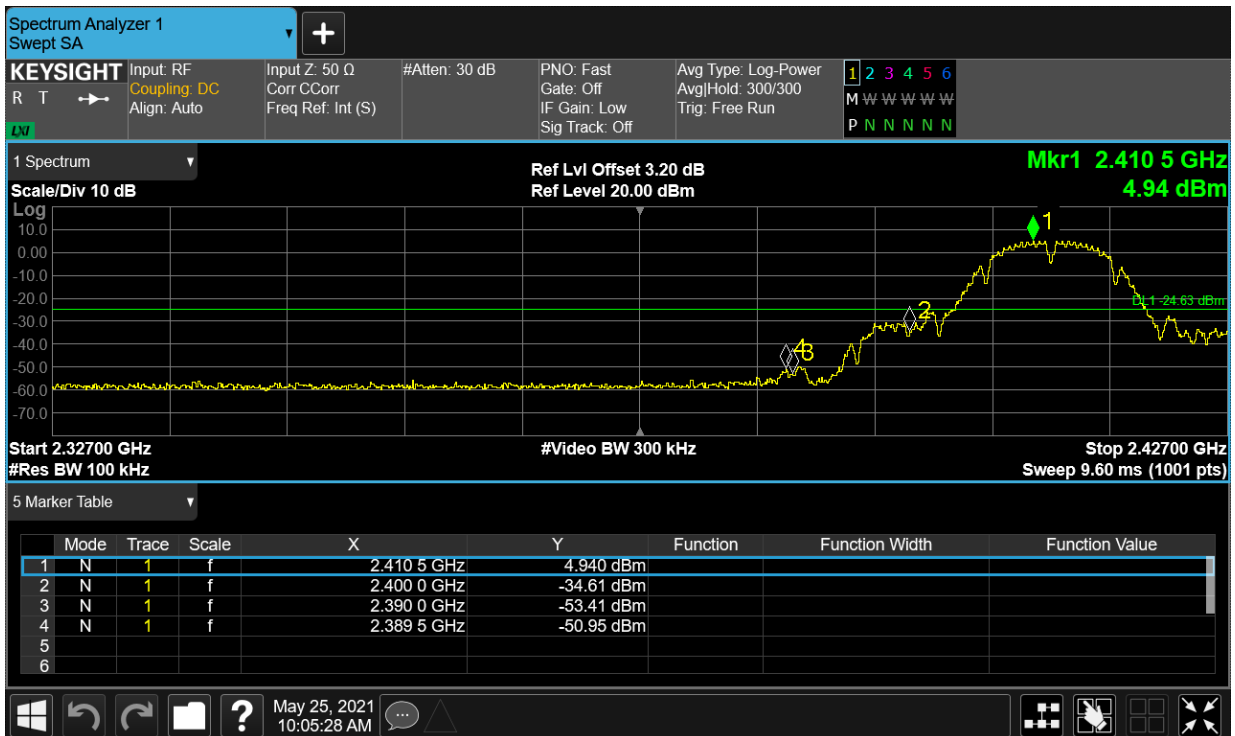 Spectrum Analyzer 1
Swept SA
+
KEYSIGHT
R T
LXI
Input: RF
Coupling: DC
Align: Auto
Input Z: 50 Ω
Corr CCorr
Freq Ref: Int (S)
#Atten: 30 dB
PNO: Fast
Gate: Off
IF Gain: Low
Sig Track: Off
Avg Type: Log-Power
Avg|Hold: 300/300
Trig: Free Run
1 2 3 4 5 6
M W W W W W
P N N N N N
1 Spectrum
Scale/Div 10 dB
Ref Lvl Offset 3.20 dB
Ref Level 20.00 dBm
Mkr1 2.410 5 GHz
4.94 dBm
Log
10.0
0.00
-10.0
-20.0
-30.0
-40.0
-50.0
-60.0
-70.0
1
2
4 3
DL1 -24.63 dBm
Start 2.32700 GHz
#Res BW 100 kHz
#Video BW 300 kHz
Stop 2.42700 GHz
Sweep 9.60 ms (1001 pts)
5 Marker Table
Mode Trace Scale X Y Function Function Width Function Value
1 N 1 f 2.410 5 GHz 4.940 dBm
2 N 1 f 2.400 0 GHz -34.61 dBm
3 N 1 f 2.390 0 GHz -53.41 dBm
4 N 1 f 2.389 5 GHz -50.95 dBm
5
6
?
May 25, 2021
10:05:28 AM